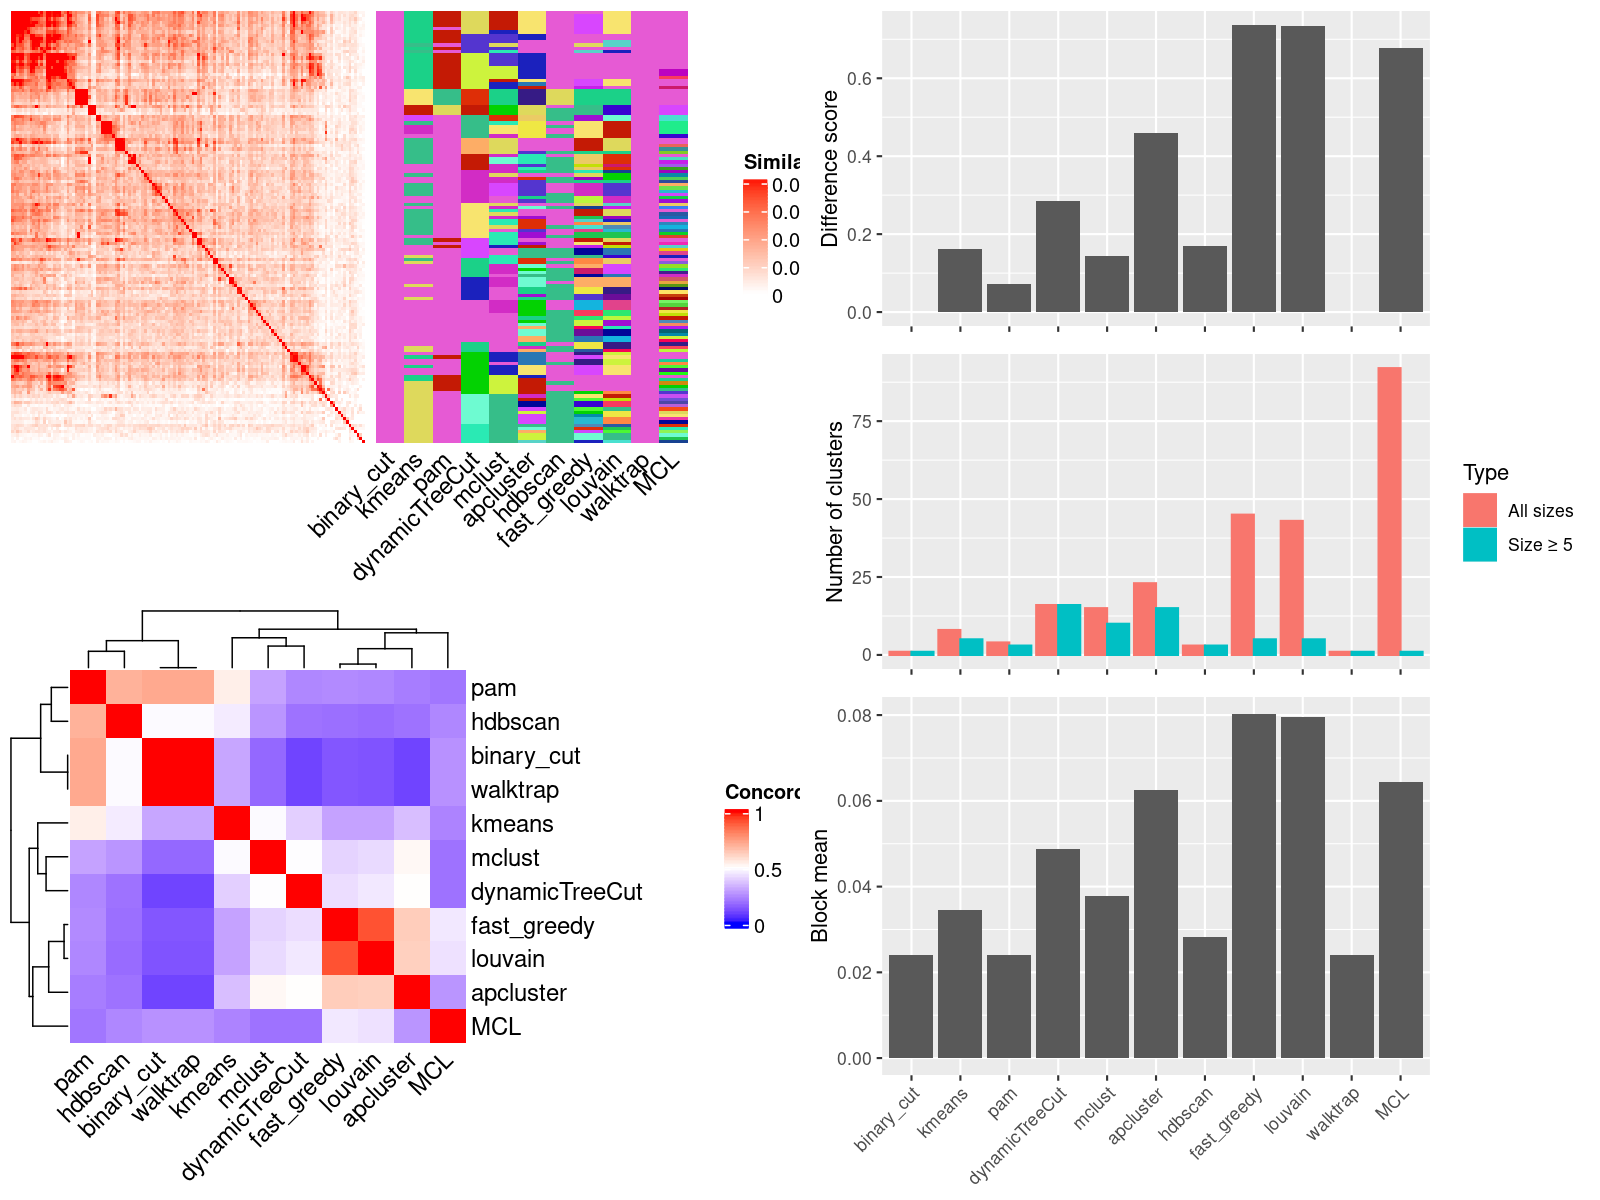 Simila
0.0
0.0
0.0
0.0
0
binary_cut
kmeans
pam
dynamicTreeCut
mclust
apcluster
hdbscan
fast_greedy
louvain
walktrap
MCL
pam
hdbscan
binary_cut
walktrap
kmeans
mclust
dynamicTreeCut
fast_greedy
louvain
apcluster
MCL
Concord
1
0.5
0
pam
hdbscan
binary_cut
walktrap
kmeans
mclust
dynamicTreeCut
fast_greedy
louvain
apcluster
MCL
Difference score
0.6
0.4
0.2
0.0
Number of clusters
75
50
25
0
Type
All sizes
Size ≥ 5
Block mean
0.08
0.06
0.04
0.02
0.00
binary_cut
kmeans
pam
dynamicTreeCut
mclust
apcluster
hdbscan
fast_greedy
louvain
walktrap
MCL